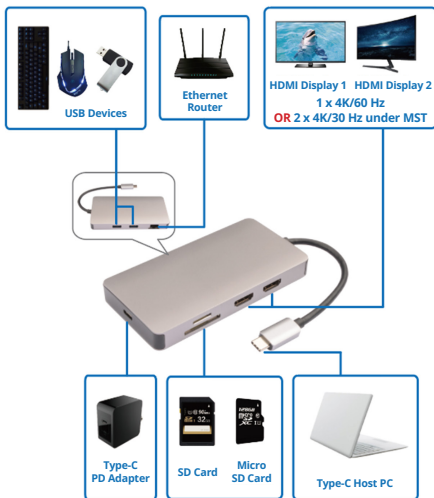 USB Devices
Ethernet
Router
HDMI Display 1
HDMI Display 2
1 x 4K/60 Hz
OR 2 x 4K/30 Hz under MST
Type-C
PD Adapter
SD Card
Micro
SD Card
32
Type-C Host PC